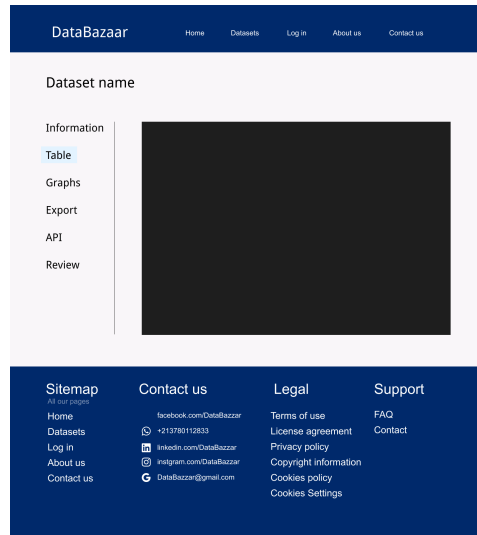 DataBazaar
Home Datasets Log in About us Contact us
Dataset name
Information
Table
Graphs
Export
API
Review
Sitemap
All our pages
Home
Datasets
Log in
About us
Contact us
Contact us
facebook.com/DataBazzar
+213780112833
linkedin.com/DataBazzar
instgram.com/DataBazzar
DataBazzar@gmail.com
Legal
Terms of use
License agreement
Privacy policy
Copyright information
Cookies policy
Cookies Settings
Support
FAQ
Contact